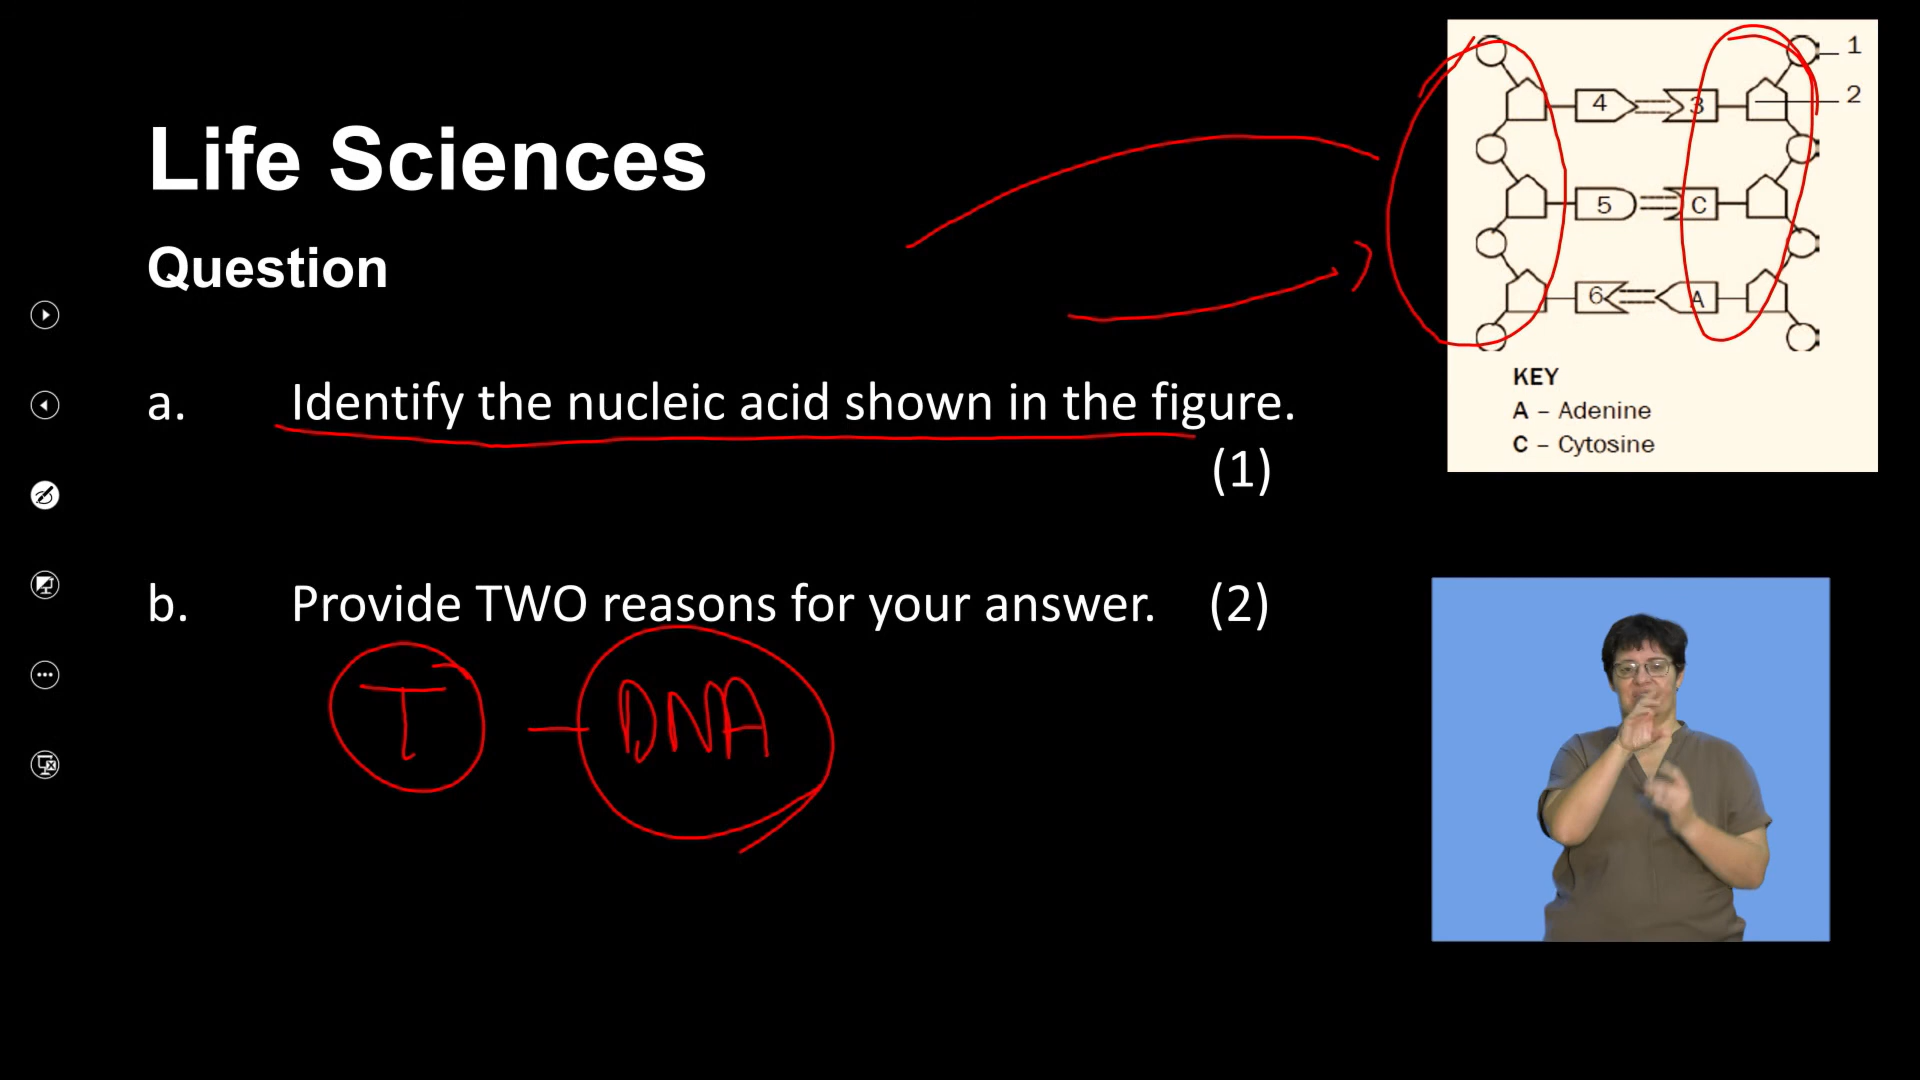 Life Sciences
Question
a. Identify the nucleic acid shown in the figure.
(1)
b. Provide TWO reasons for your answer. (2)
T - DNA
1
4 3 2
5 C
6 A
KEY
A – Adenine
C – Cytosine